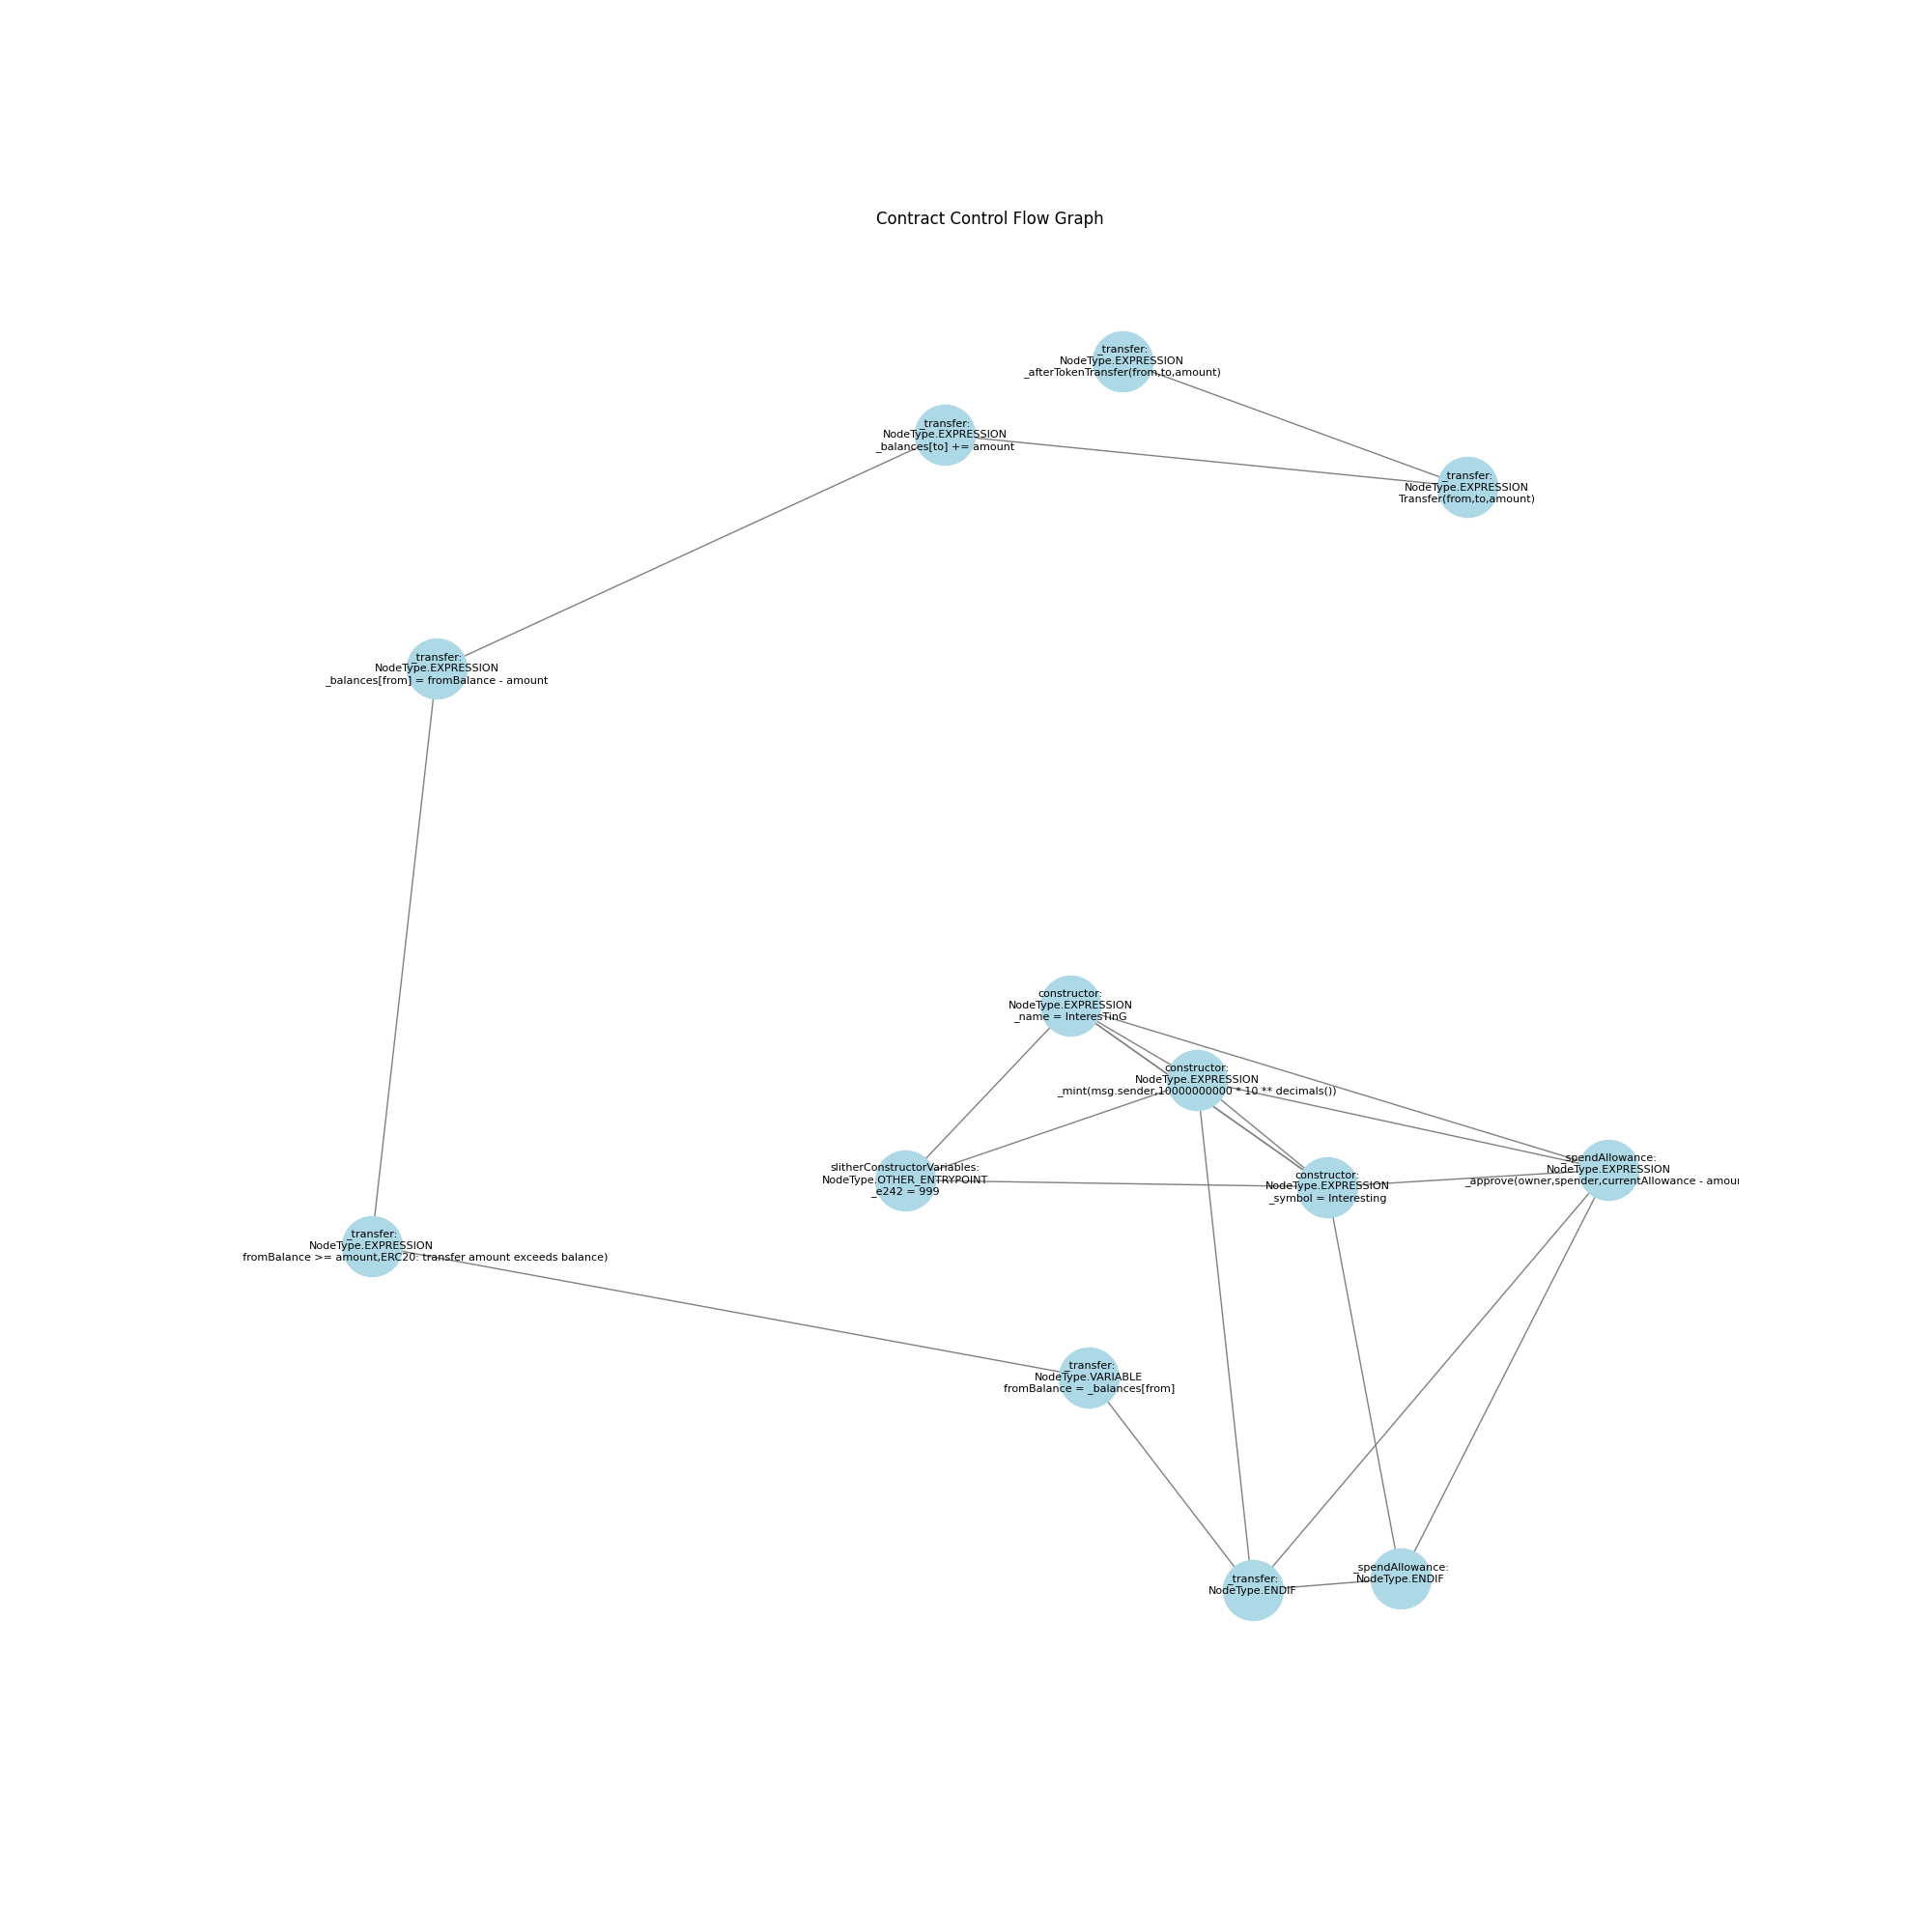 Contract Control Flow Graph
_transfer:
NodeType.EXPRESSION
_afterTokenTransfer(from,to,amount)
_transfer:
NodeType.EXPRESSION
_balances[to] += amount
_transfer:
NodeType.EXPRESSION
Transfer(from,to,amount)
_transfer:
NodeType.EXPRESSION
_balances[from] = fromBalance - amount
constructor:
NodeType.EXPRESSION
_name = InteresTinG
constructor:
NodeType.EXPRESSION
_mint(msg.sender,10000000000 * 10 ** decimals())
slitherConstructorVariables:
NodeType.OTHER_ENTRYPOINT
_e242 = 999
constructor:
NodeType.EXPRESSION
_symbol = Interesting
_spendAllowance:
NodeType.EXPRESSION
_approve(owner,spender,currentAllowance -
_transfer:
NodeType.EXPRESSION
fromBalance >= amount,ERC20: transfer amount exceeds balance)
_transfer:
NodeType.VARIABLE
fromBalance = _balances[from]
_transfer:
NodeType.ENDIF
_spendAllowance:
NodeType.ENDIF